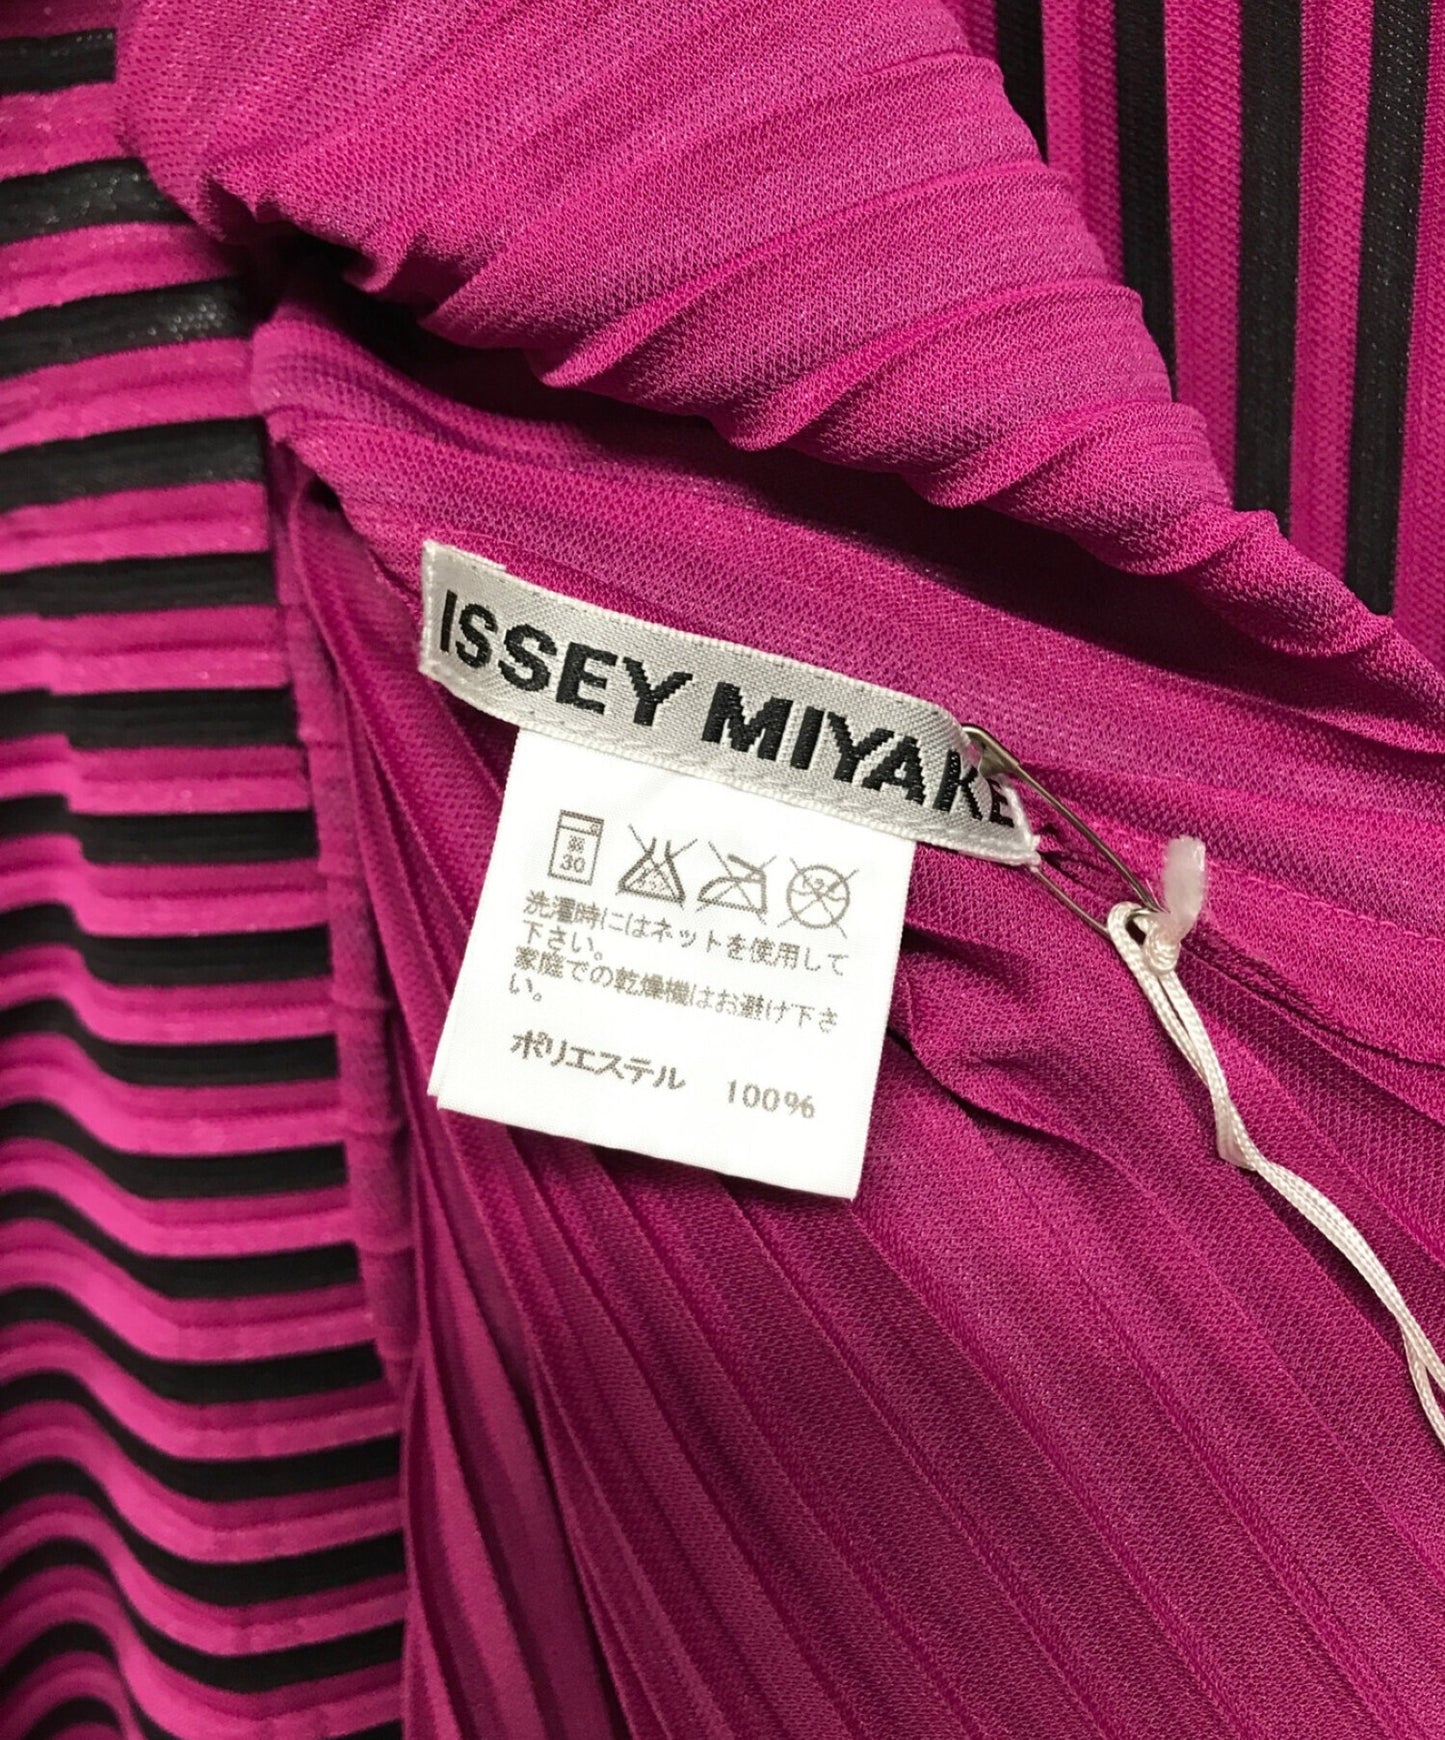 ISSEY MIYAKE
弱
30
洗濯時にはネットを使用して
下さい。
家庭での乾燥機はお避け下さ
い。
ポリエステル 100%